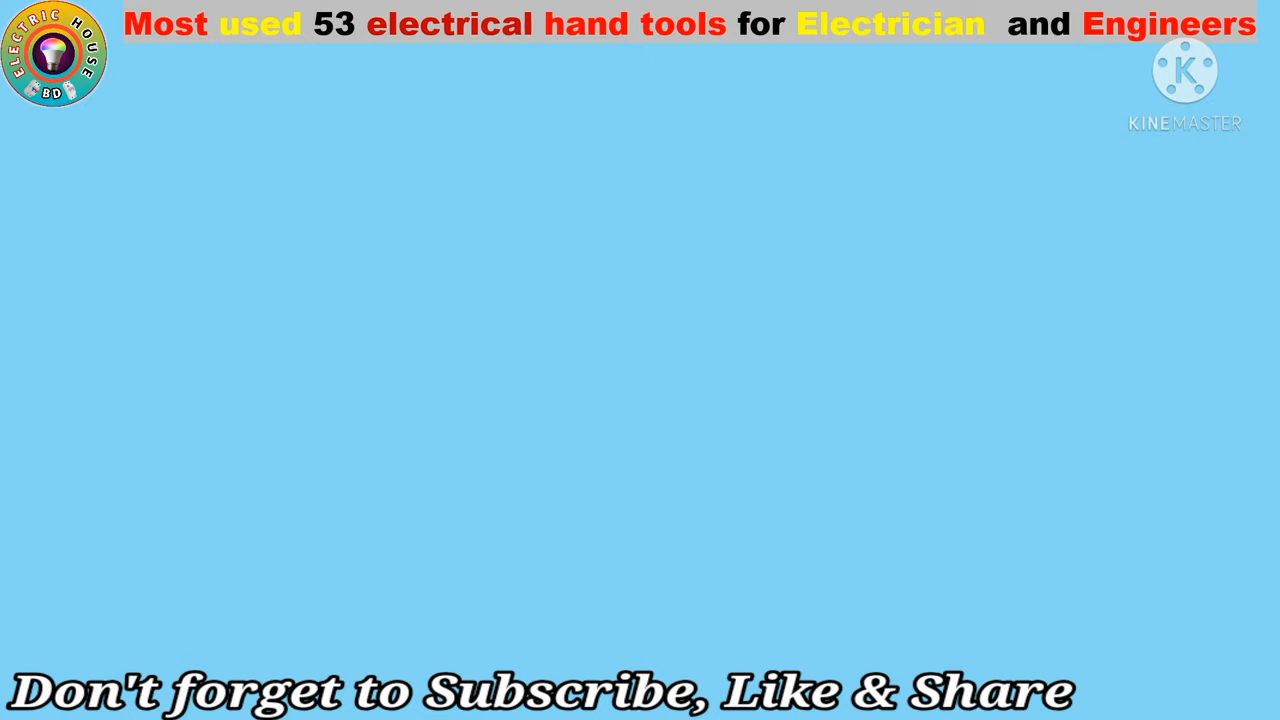 Most used 53 electrical hand tools for Electrician and Engineers
ELECTRIC HOUSE
BD
K
KINEMASTER
Don't forget to Subscribe, Like & Share